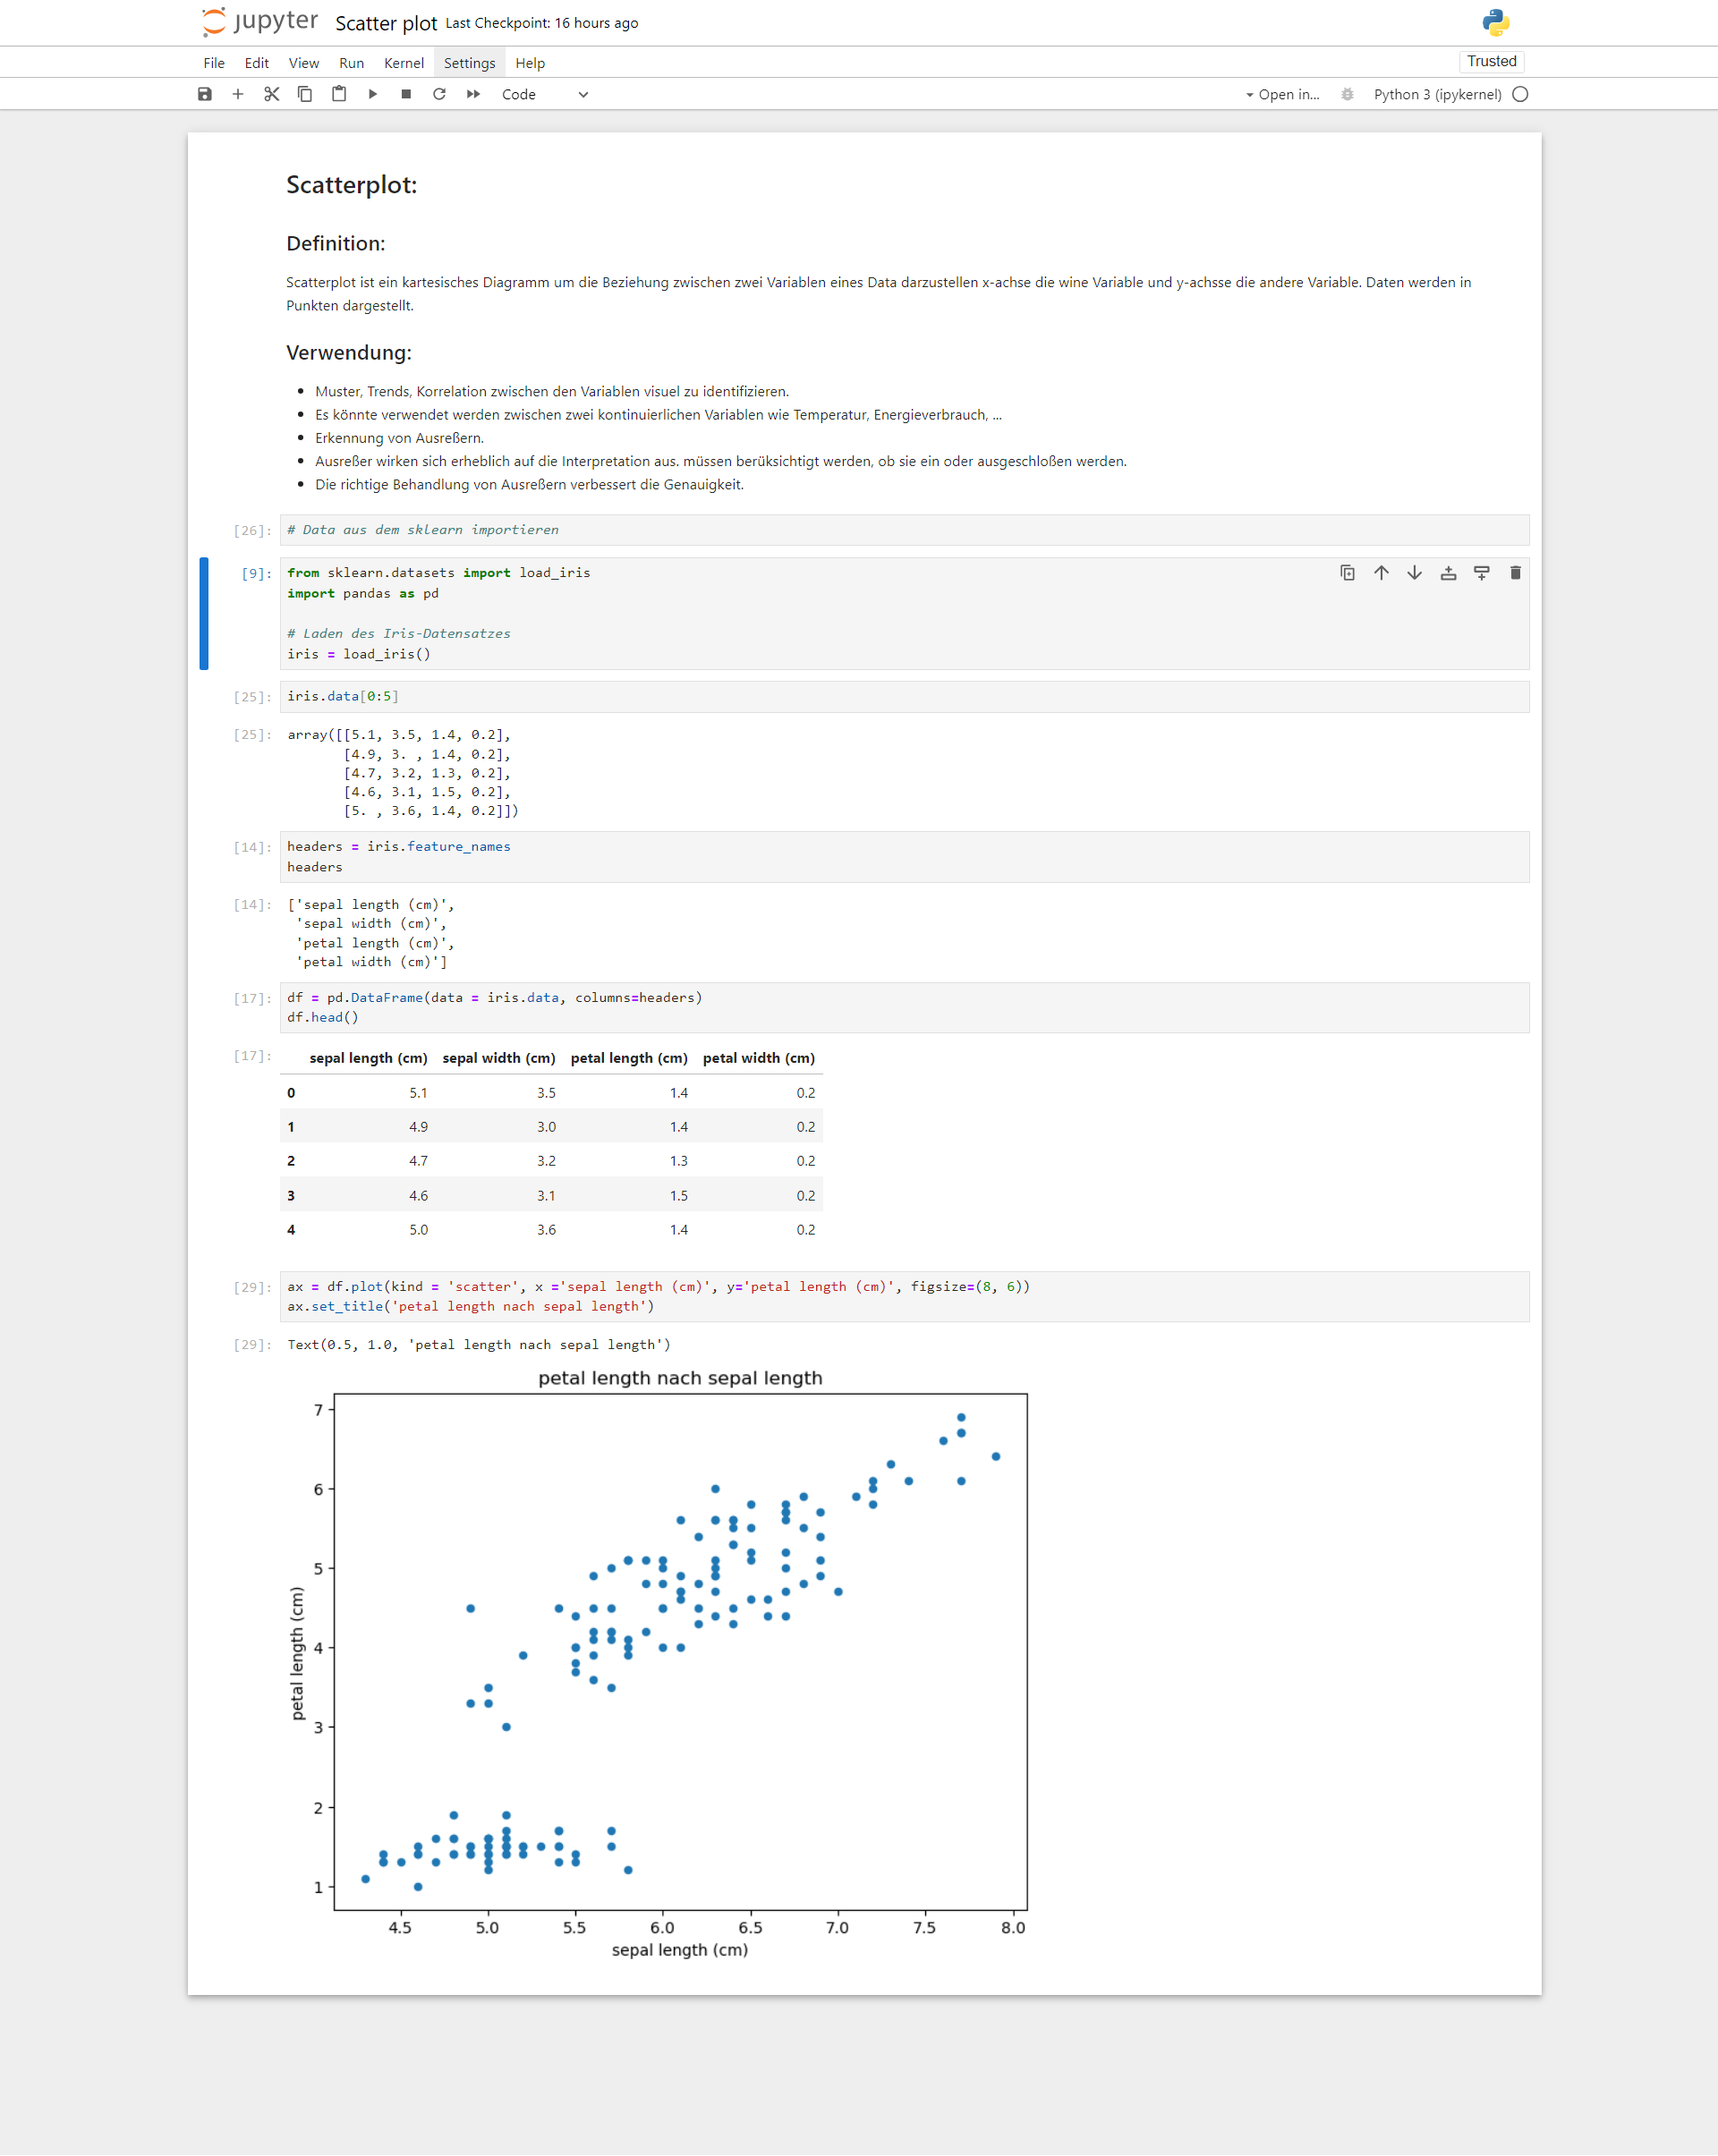 jupyter Scatter plot Last Checkpoint: 16 hours ago
File Edit View Run Kernel Settings Help Trusted
Code Open in... Python 3 (ipykernel)
Scatterplot:
Definition:
Scatterplot ist ein kartesisches Diagramm um die Beziehung zwischen zwei Variablen eines Data darzustellen x-achse die wine Variable und y-achsse die andere Variable. Daten werden in
Punkten dargestellt.
Verwendung:
• Muster, Trends, Korrelation zwischen den Variablen visuel zu identifizieren.
• Es könnte verwendet werden zwischen zwei kontinuierlichen Variablen wie Temperatur, Energieverbrauch, ...
• Erkennung von Ausreßern.
• Ausreßer wirken sich erheblich auf die Interpretation aus. müssen berüksichtigt werden, ob sie ein oder ausgeschloßen werden.
• Die richtige Behandlung von Ausreßern verbessert die Genauigkeit.
[26]: # Data aus dem sklearn importieren
[9]: from sklearn.datasets import load_iris
import pandas as pd
# Laden des Iris-Datensatzes
iris = load_iris()
[25]: iris.data[0:5]
[25]: array([[5.1, 3.5, 1.4, 0.2],
[4.9, 3. , 1.4, 0.2],
[4.7, 3.2, 1.3, 0.2],
[4.6, 3.1, 1.5, 0.2],
[5. , 3.6, 1.4, 0.2]])
[14]: headers = iris.feature_names
headers
[14]: ['sepal length (cm)',
'sepal width (cm)',
'petal length (cm)',
'petal width (cm)']
[17]: df = pd.DataFrame(data = iris.data, columns=headers)
df.head()
[17]: sepal length (cm) sepal width (cm) petal length (cm) petal width (cm)
0 5.1 3.5 1.4 0.2
1 4.9 3.0 1.4 0.2
2 4.7 3.2 1.3 0.2
3 4.6 3.1 1.5 0.2
4 5.0 3.6 1.4 0.2
[29]: ax = df.plot(kind = 'scatter', x ='sepal length (cm)', y='petal length (cm)', figsize=(8, 6))
ax.set_title('petal length nach sepal length')
[29]: Text(0.5, 1.0, 'petal length nach sepal length')
petal length nach sepal length
7
6
5
4
3
2
1
petal length (cm)
4.5 5.0 5.5 6.0 6.5 7.0 7.5 8.0
sepal length (cm)